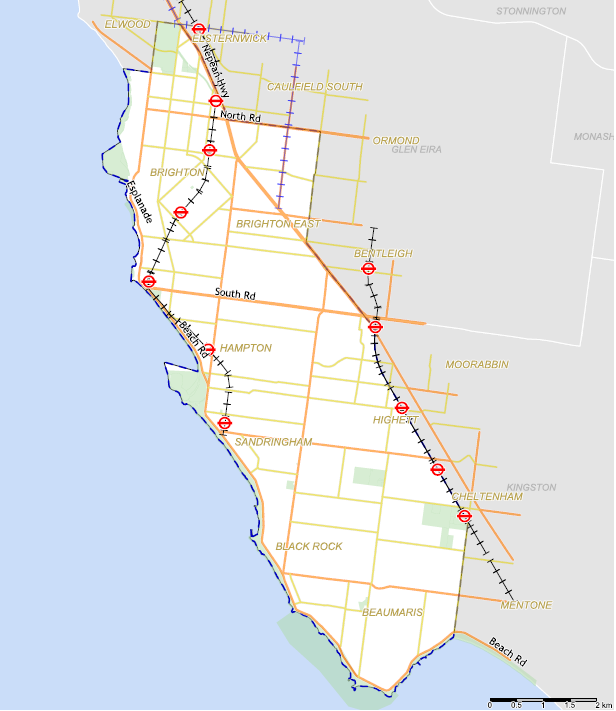 STONNINGTON
ELWOOD
ELSTERNWICK
Nepean Hwy
CAULFIELD SOUTH
North Rd
ORMOND
MONASH
GLEN EIRA
BRIGHTON
Esplanade
BRIGHTON EAST
BENTLEIGH
South Rd
Beach Rd
HAMPTON
MOORABBIN
HIGHETT
SANDRINGHAM
KINGSTON
CHELTENHAM
BLACK ROCK
BEAUMARIS
MENTONE
Beach Rd
0 0.5 1 1.5 2 km